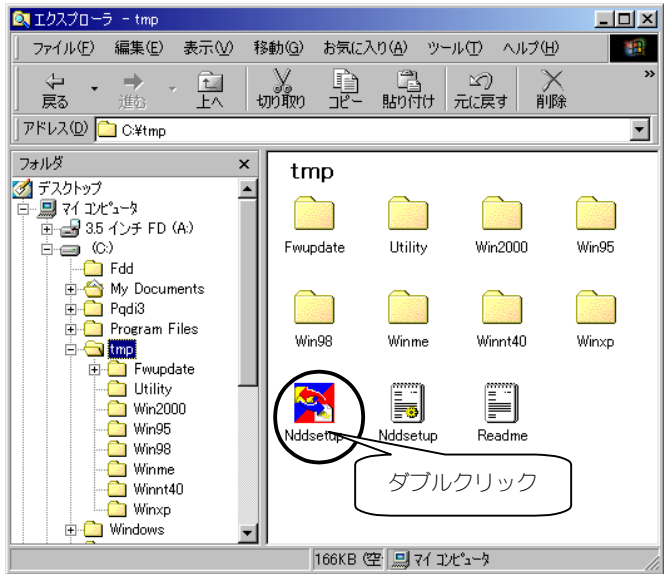 エクスプローラ - tmp
ファイル(F) 編集(E) 表示(V) 移動(G) お気に入り(A) ツール(T) ヘルプ(H)
戻る 進む 上へ 切り取り コピー 貼り付け 元に戻す 削除 »
アドレス(D) C:¥tmp
フォルダ
デスクトップ
マイ コンピュータ
3.5 インチ FD (A:)
(C:)
Fdd
My Documents
Pqdi3
Program Files
tmp
Fwupdate
Utility
Win2000
Win95
Win98
Winme
Winnt40
Winxp
Windows
tmp
Fwupdate Utility Win2000 Win95
Win98 Winme Winnt40 Winxp
Nddsetup Nddsetup Readme
ダブルクリック
166KB (空 マイ コンピュータ